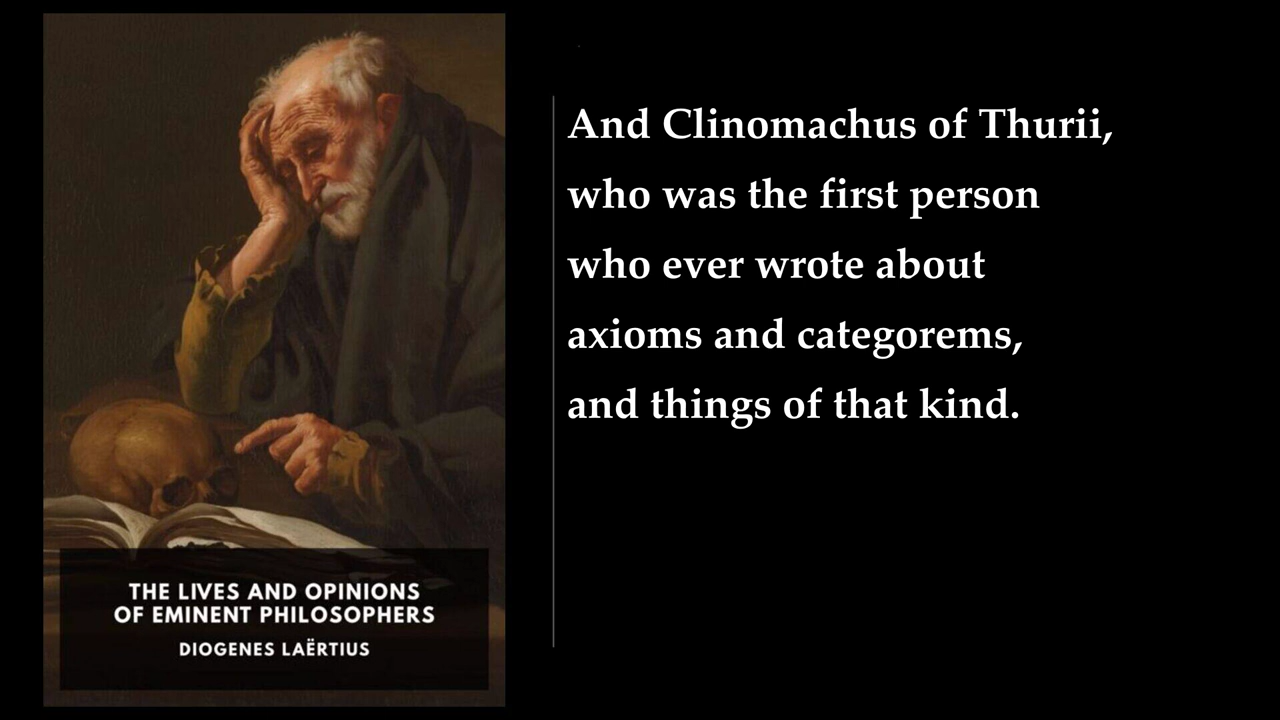 THE LIVES AND OPINIONS
OF EMINENT PHILOSOPHERS
DIOGENES LAËRTIUS
And Clinomachus of Thurii,
who was the first person
who ever wrote about
axioms and categorems,
and things of that kind.